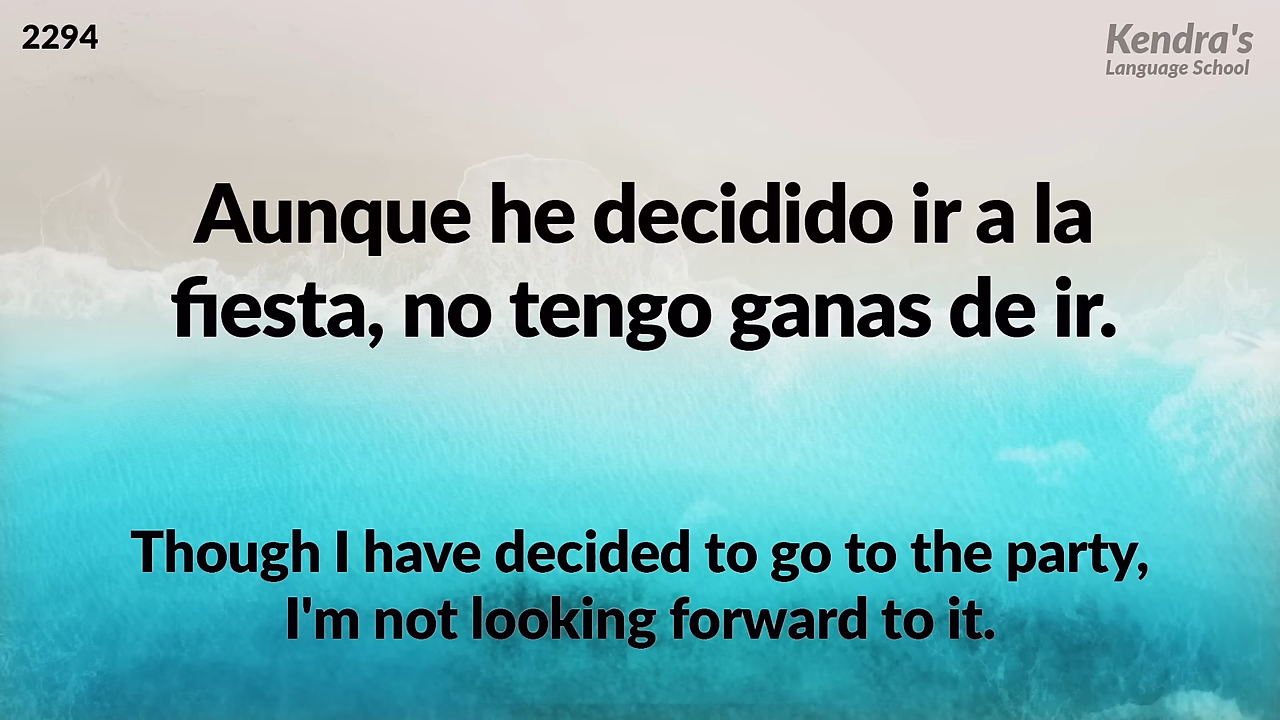 2294
Kendra's
Language School
Aunque he decidido ir a la
fiesta, no tengo ganas de ir.
Though I have decided to go to the party,
I'm not looking forward to it.